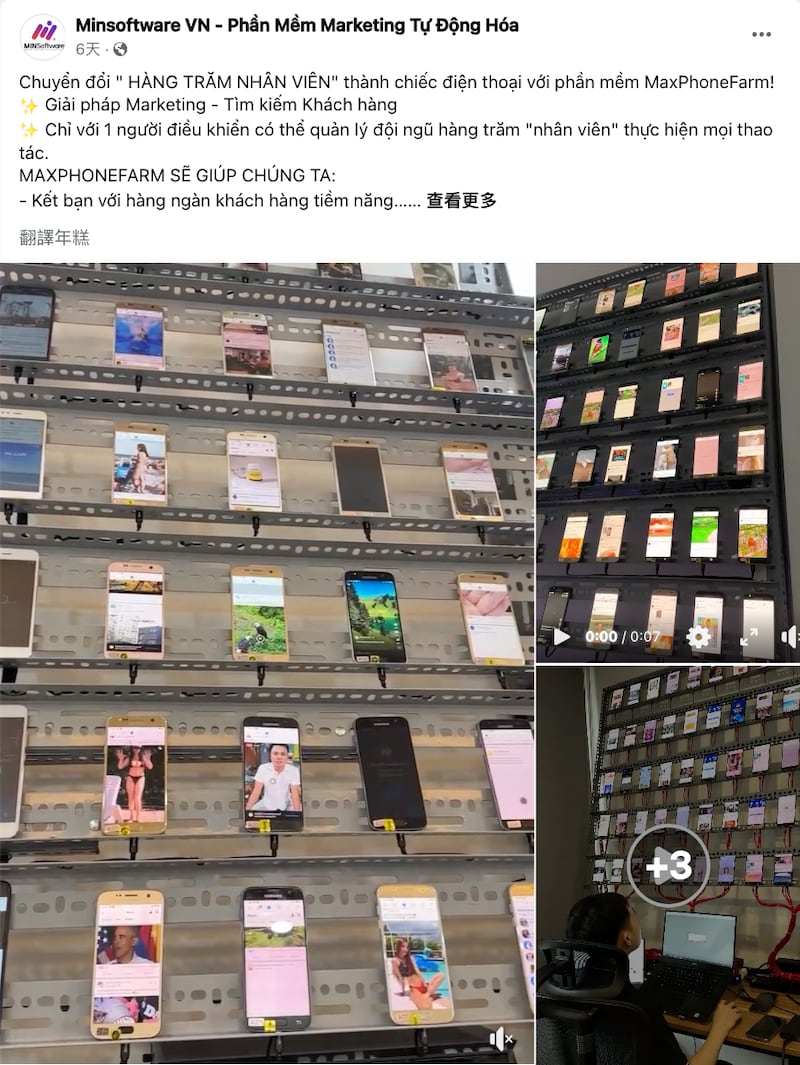 Minsoftware VN - Phần Mềm Marketing Tự Động Hóa
MINSoftware
6天
Chuyển đổi " HÀNG TRĂM NHÂN VIÊN" thành chiếc điện thoại với phần mềm MaxPhoneFarm!
✨ Giải pháp Marketing - Tìm kiếm Khách hàng
✨ Chỉ với 1 người điều khiển có thể quản lý đội ngũ hàng trăm "nhân viên" thực hiện mọi thao
tác.
MAXPHONEFARM SẼ GIÚP CHÚNG TA:
- Kết bạn với hàng ngàn khách hàng tiềm năng...... 查看更多
翻譯年糕
0:00 / 0:07
+3